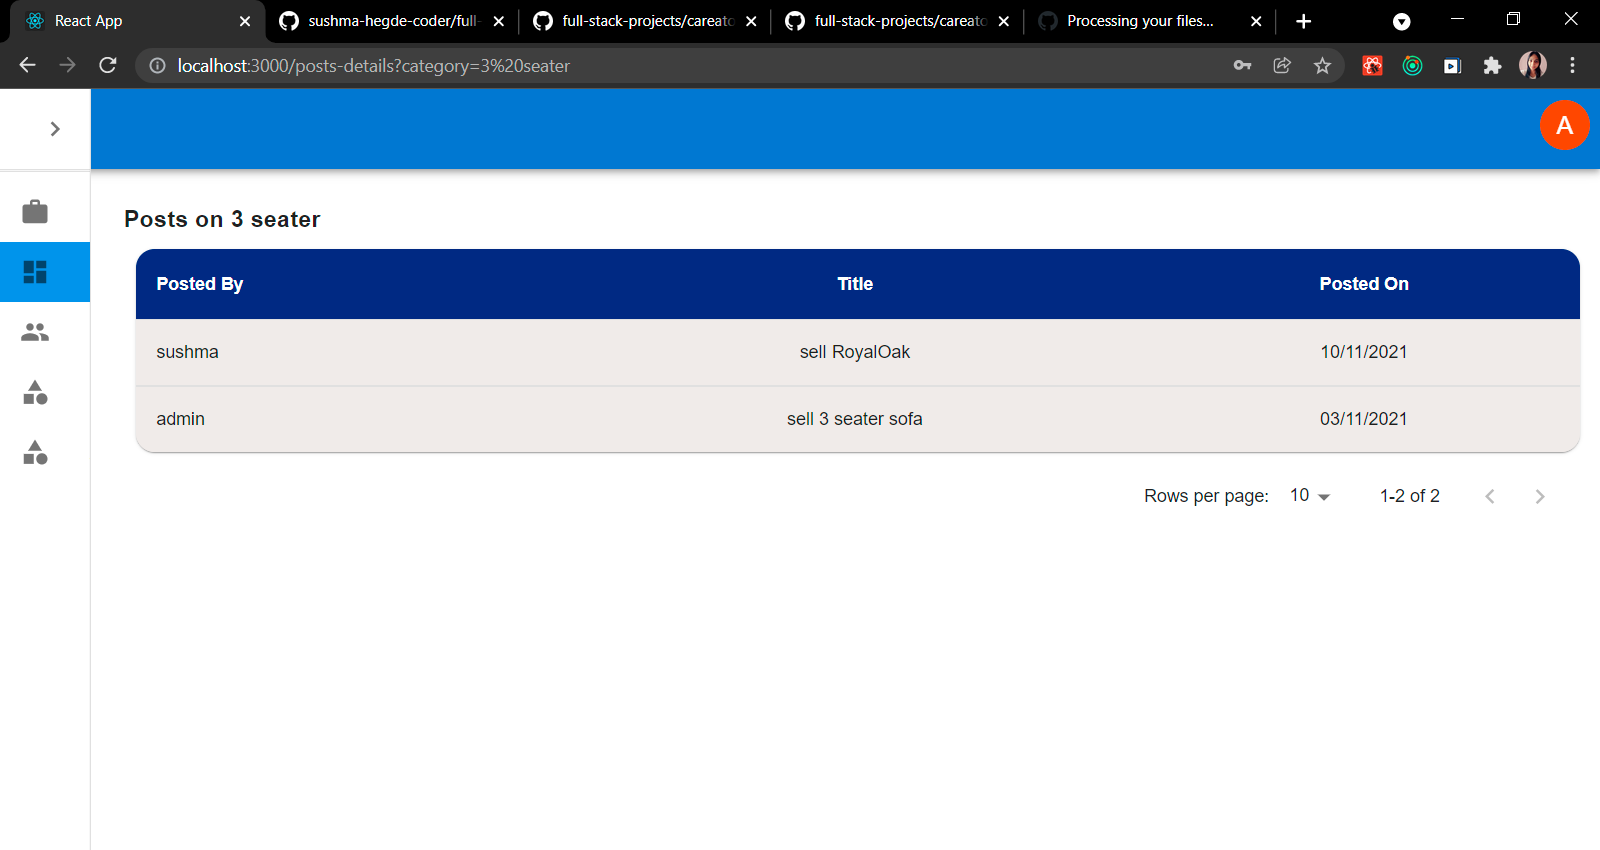 React App
sushma-hegde-coder/full-
full-stack-projects/careato
full-stack-projects/careato
Processing your files...
localhost:3000/posts-details?category=3%20seater
A
Posts on 3 seater
Posted By Title Posted On
sushma sell RoyalOak 10/11/2021
admin sell 3 seater sofa 03/11/2021
Rows per page: 10 1-2 of 2